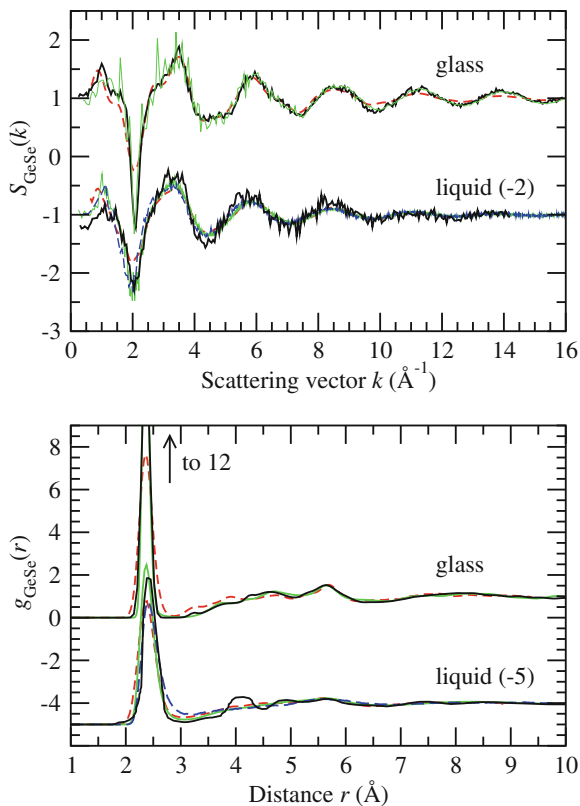 2
glass
1
0
liquid (-2)
-1
-2
-3
S_GeSe(k)
0 2 4 6 8 10 12 14 16
Scattering vector k (Å⁻¹)
8
to 12
6
4
glass
2
0
-2
liquid (-5)
-4
g_GeSe(r)
1 2 3 4 5 6 7 8 9 10
Distance r (Å)